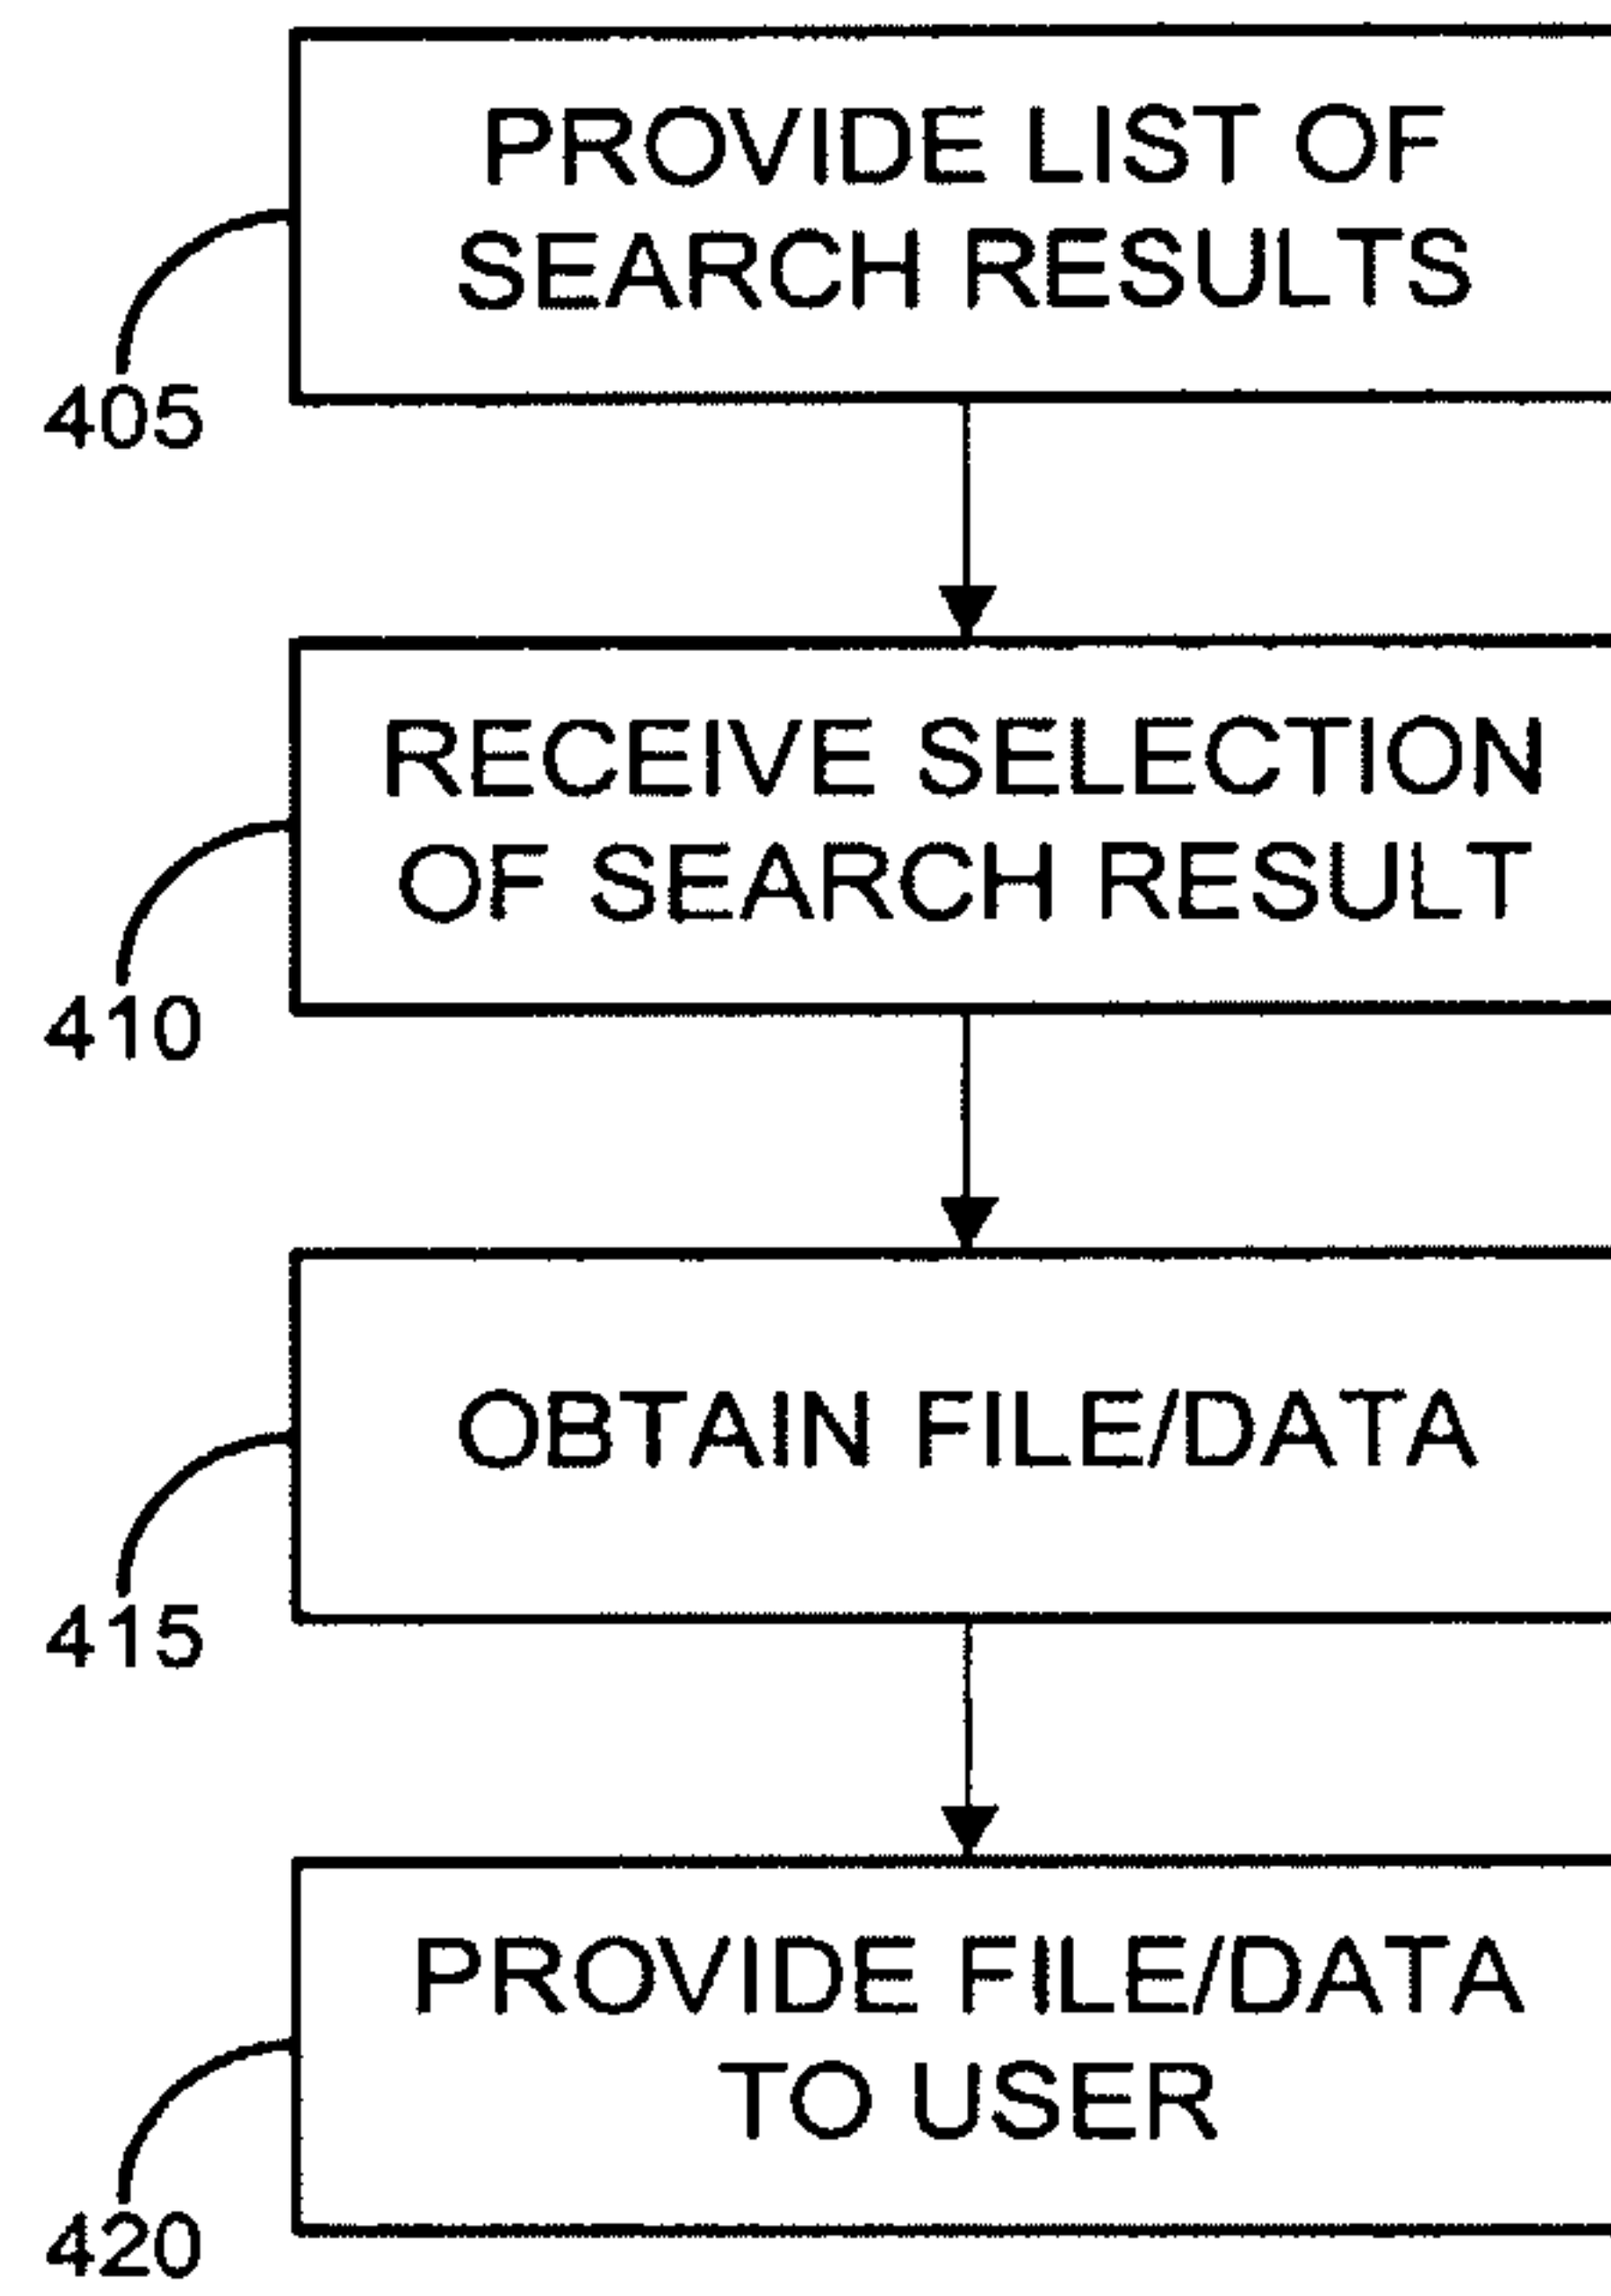 PROVIDE LIST OF
SEARCH RESULTS
405
RECEIVE SELECTION
OF SEARCH RESULT
410
OBTAIN FILE/DATA
415
PROVIDE FILE/DATA
TO USER
420